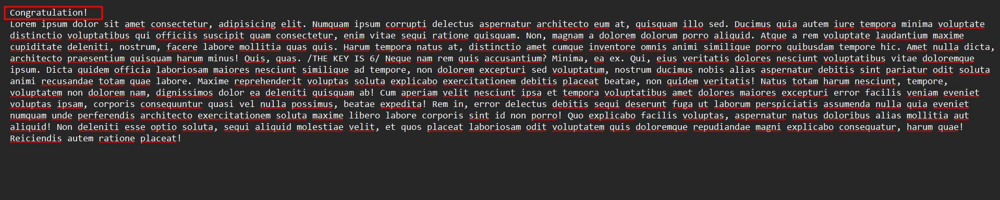 Congratulation!
Lorem ipsum dolor sit amet consectetur, adipisicing elit. Numquam ipsum corrupti delectus aspernatur architecto eum at, quisquam illo sed. Ducimus quia autem iure tempora minima voluptate
distinctio voluptatibus qui officiis suscipit quam consectetur, enim vitae sequi ratione quisquam. Non, magnam a dolorem dolorum porro aliquid. Atque a rem voluptate laudantium maxime
cupiditate deleniti, nostrum, facere labore mollitia quas quis. Harum tempora natus at, distinctio amet cumque inventore omnis animi similique porro quibusdam tempore hic. Amet nulla dicta,
architecto praesentium quisquam harum minus! Quis, quas. /THE KEY IS 6/ Neque nam rem quis accusantium? Minima, ea ex. Qui, eius veritatis dolores nesciunt voluptatibus vitae doloremque
ipsum. Dicta quidem officia laboriosam maiores nesciunt similique ad tempore, non dolorem excepturi sed voluptatum, nostrum ducimus nobis alias aspernatur debitis sint pariatur odit soluta
animi recusandae totam quae labore. Maxime reprehenderit voluptas soluta explicabo exercitationem debitis placeat beatae, non quidem veritatis! Natus totam harum nesciunt, tempore,
voluptatem non dolorem nam, dignissimos dolor ea deleniti quisquam ab! Cum aperiam velit nesciunt ipsa et tempora voluptatibus amet dolores maiores excepturi error facilis veniam eveniet
voluptas ipsam, corporis consequuntur quasi vel nulla possimus, beatae expedita! Rem in, error delectus debitis sequi deserunt fuga ut laborum perspiciatis assumenda nulla quia eveniet
numquam unde perferendis architecto exercitationem soluta maxime libero labore corporis sint id non porro! Quo explicabo facilis voluptas, aspernatur natus doloribus alias mollitia aut
aliquid! Non deleniti esse optio soluta, sequi aliquid molestiae velit, et quos placeat laboriosam odit voluptatem quis doloremque repudiandae magni explicabo consequatur, harum quae!
Reiciendis autem ratione placeat!